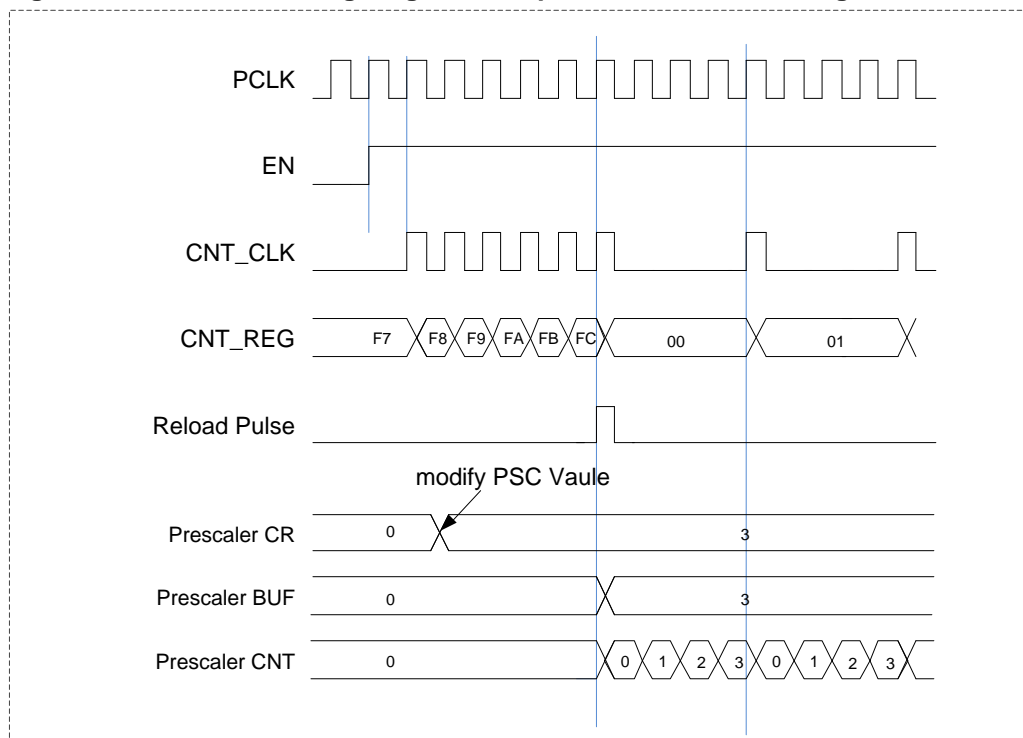 PCLK
EN
CNT_CLK
CNT_REG F7 F8 F9 FA FB FC 00 01
Reload Pulse
modify PSC Vaule
Prescaler CR 0 3
Prescaler BUF 0 3
Prescaler CNT 0 0 1 2 3 0 1 2 3